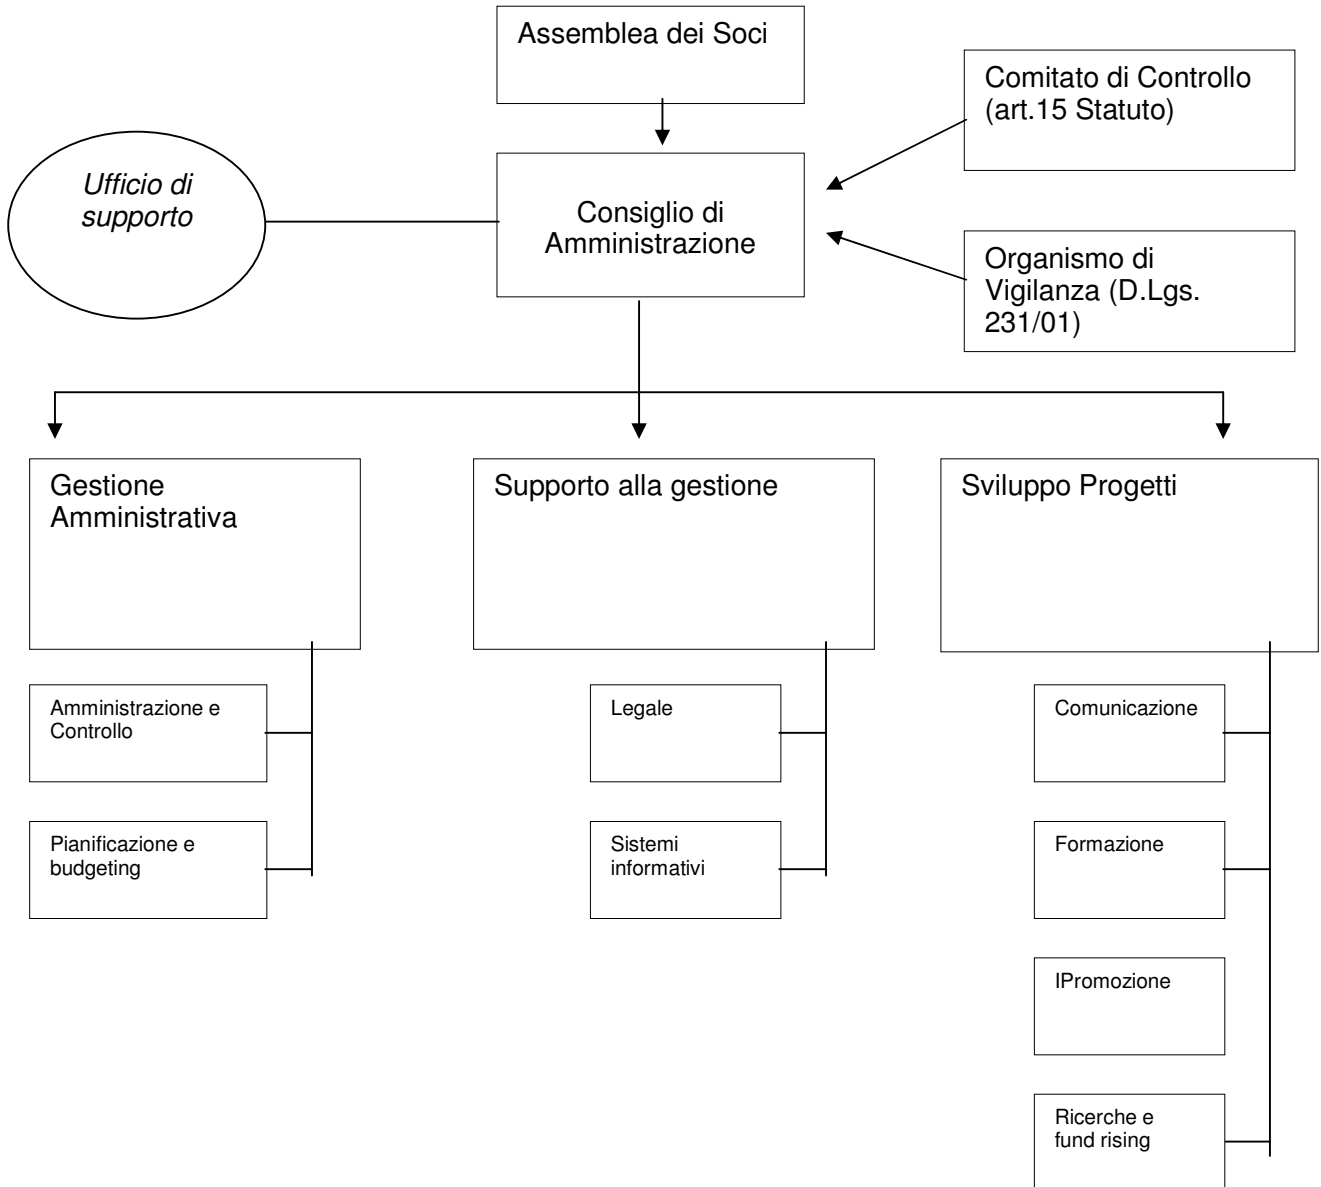 Assemblea dei Soci
Comitato di Controllo
(art.15 Statuto)
Ufficio di
supporto
Consiglio di
Amministrazione
Organismo di
Vigilanza (D.Lgs.
231/01)
Gestione
Amministrativa
Supporto alla gestione
Sviluppo Progetti
Amministrazione e
Controllo
Legale
Comunicazione
Pianificazione e
budgeting
Sistemi
informativi
Formazione
IPromozione
Ricerche e
fund rising